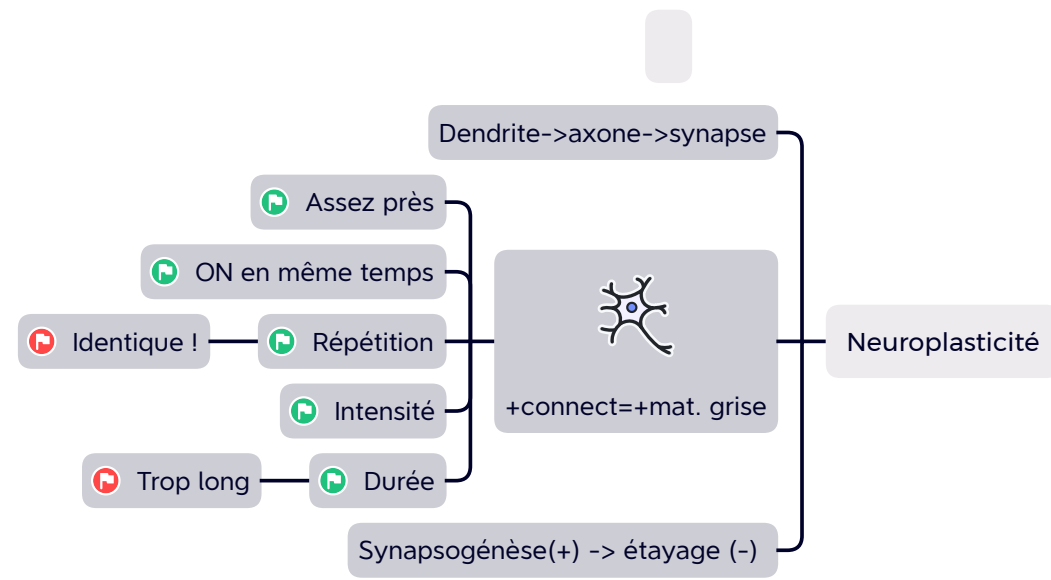 Dendrite->axone->synapse
Assez près
ON en même temps
Identique !
Répétition
Neuroplasticité
+connect=+mat. grise
Intensité
Trop long
Durée
Synapsogénèse(+) -> étayage (-)